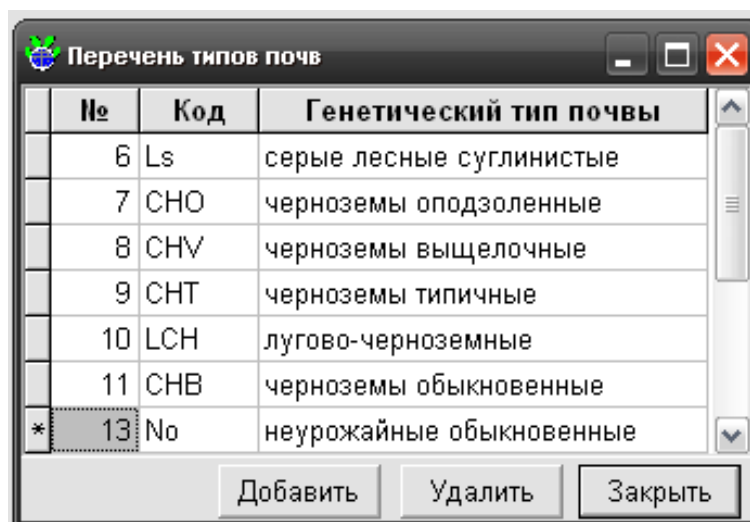 Перечень типов почв
№ Код Генетический тип почвы
6 Ls серые лесные суглинистые
7 CHO черноземы оподзоленные
8 CHV черноземы выщелочные
9 CHT черноземы типичные
10 LCH лугово-черноземные
11 CHB черноземы обыкновенные
* 13 No неурожайные обыкновенные
Добавить Удалить Закрыть